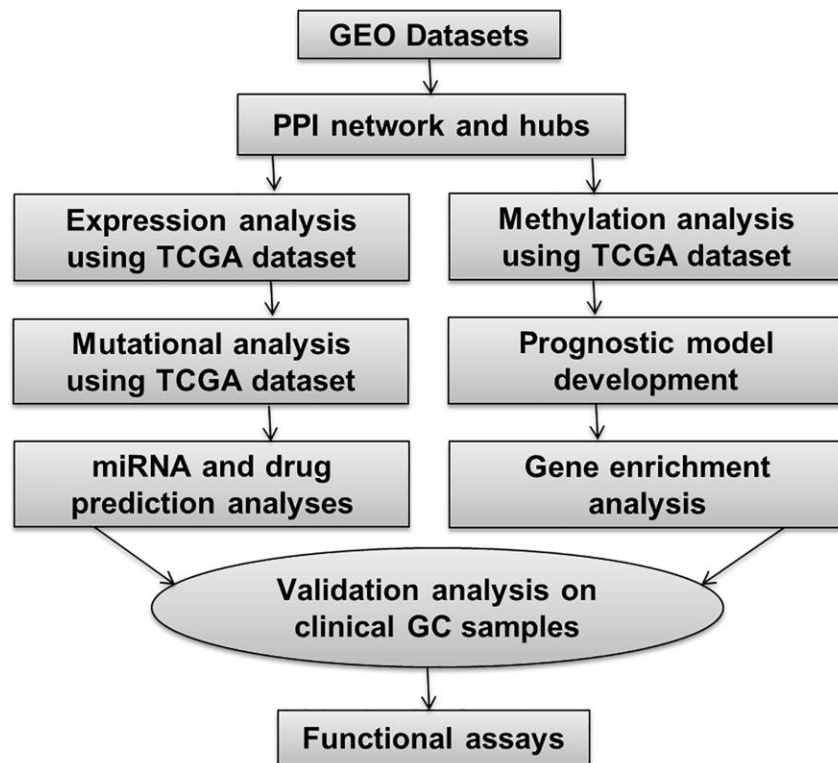 GEO Datasets
PPI network and hubs
Expression analysis
using TCGA dataset
Methylation analysis
using TCGA dataset
Mutational analysis
using TCGA dataset
Prognostic model
development
miRNA and drug
prediction analyses
Gene enrichment
analysis
Validation analysis on
clinical GC samples
Functional assays